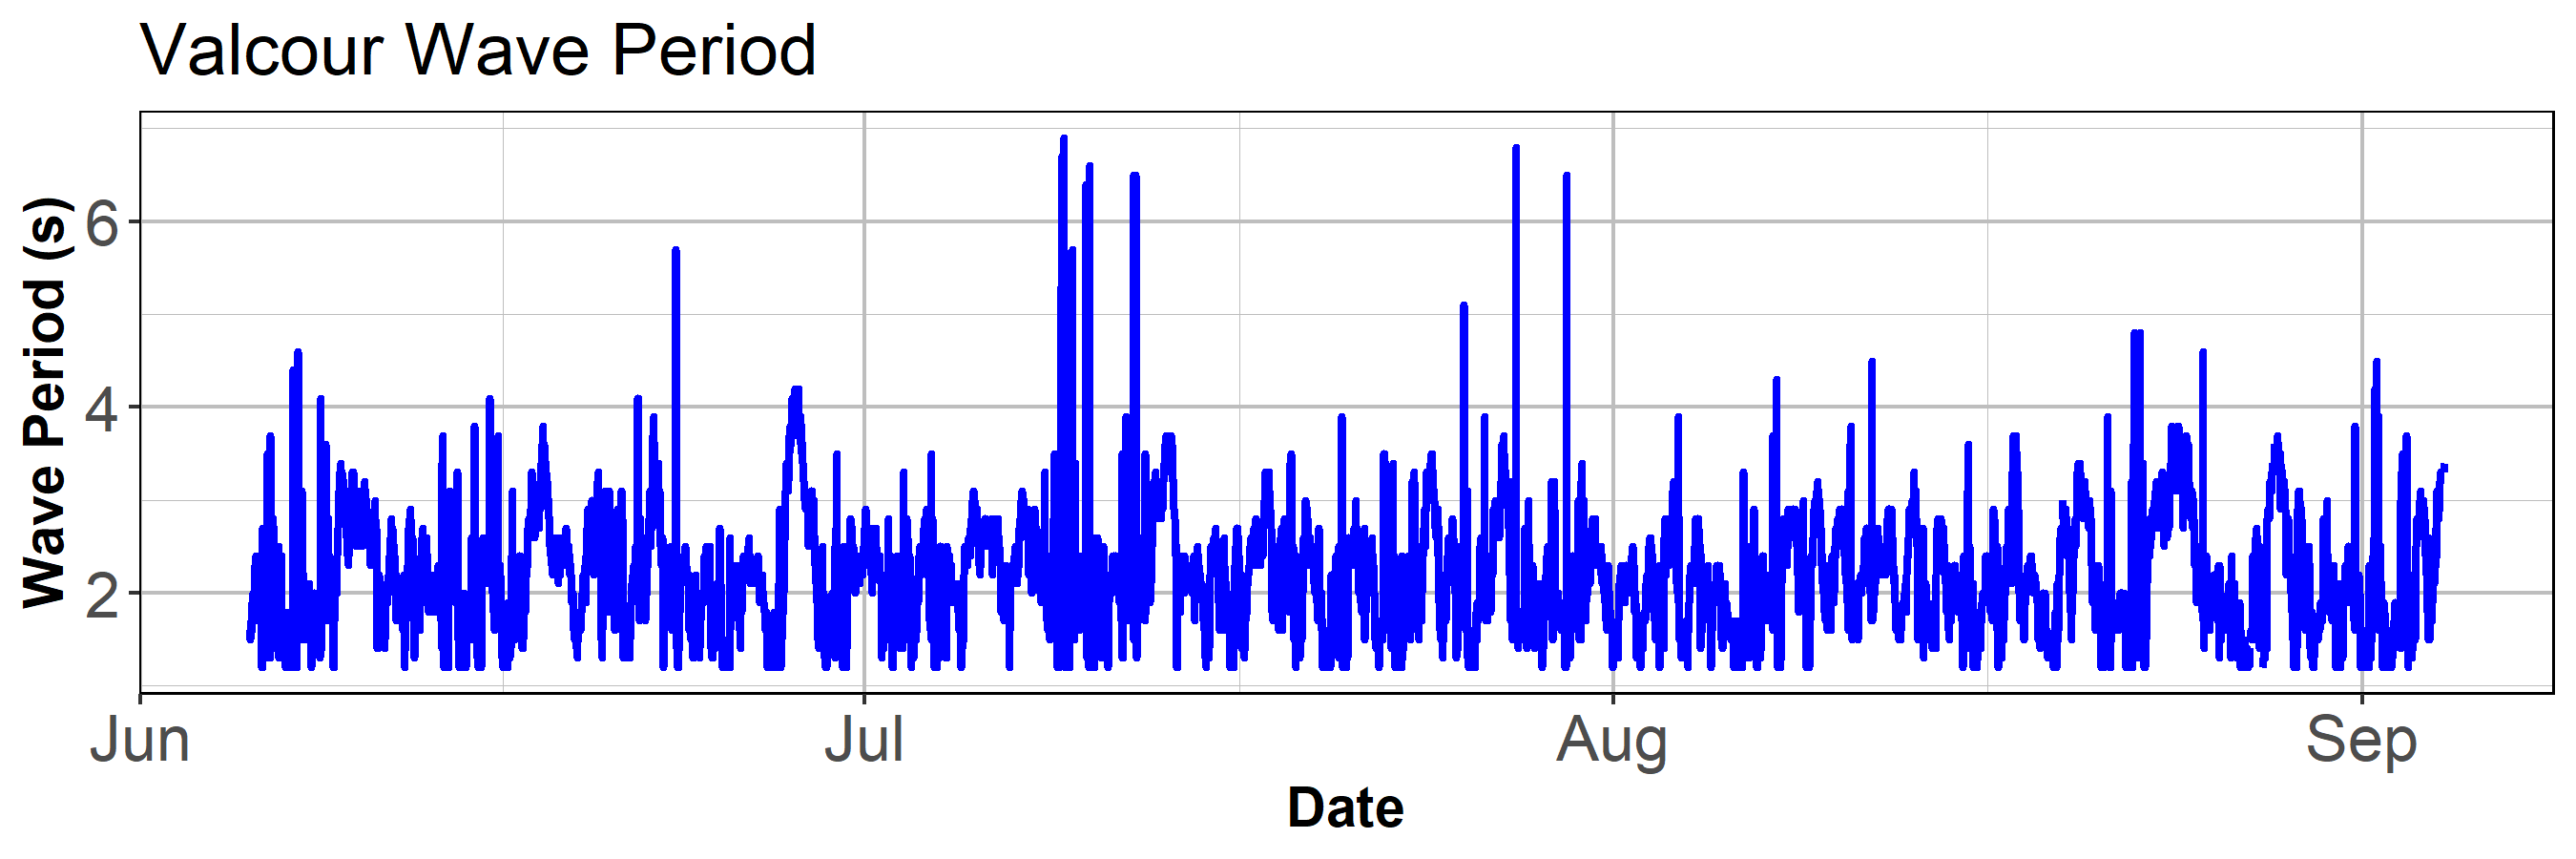 Valcour Wave Period
Wave Period (s)
6
4
2
Jun Jul Aug Sep
Date